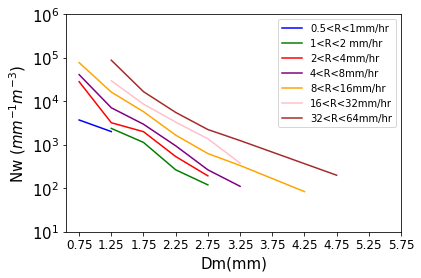 10^6
10^5
10^4
10^3
10^2
10^1
Nw (mm^{-1}m^{-3})
0.5<R<1mm/hr
1<R<2 mm/hr
2<R<4mm/hr
4<R<8mm/hr
8<R<16mm/hr
16<R<32mm/hr
32<R<64mm/hr
0.75 1.25 1.75 2.25 2.75 3.25 3.75 4.25 4.75 5.25 5.75
Dm(mm)